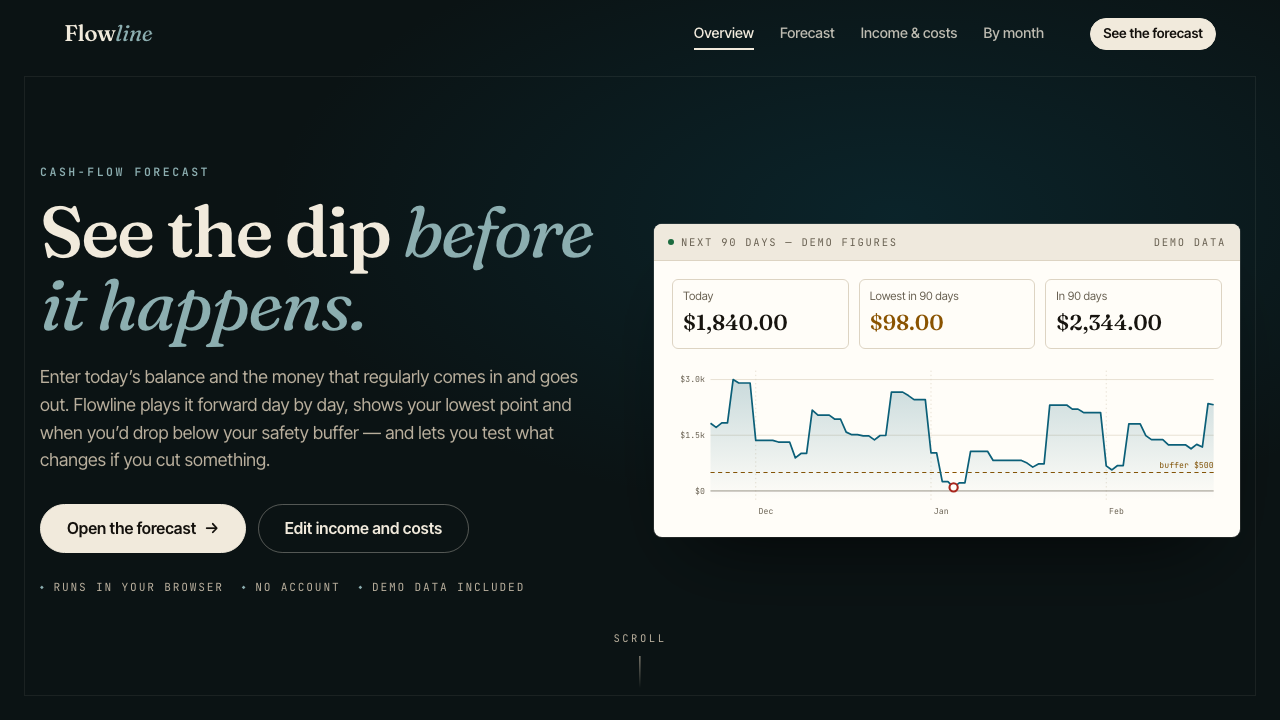 Flowline
Overview
Forecast
Income & costs
By month
See the forecast
CASH-FLOW FORECAST
See the dip before
it happens.
Enter today’s balance and the money that regularly comes in and goes
out. Flowline plays it forward day by day, shows your lowest point and
when you’d drop below your safety buffer — and lets you test what
changes if you cut something.
Open the forecast →
Edit income and costs
RUNS IN YOUR BROWSER
NO ACCOUNT
DEMO DATA INCLUDED
NEXT 90 DAYS — DEMO FIGURES
DEMO DATA
Today
$1,840.00
Lowest in 90 days
$98.00
In 90 days
$2,344.00
$3.0k
$1.5k
$0
buffer $500
Dec
Jan
Feb
SCROLL